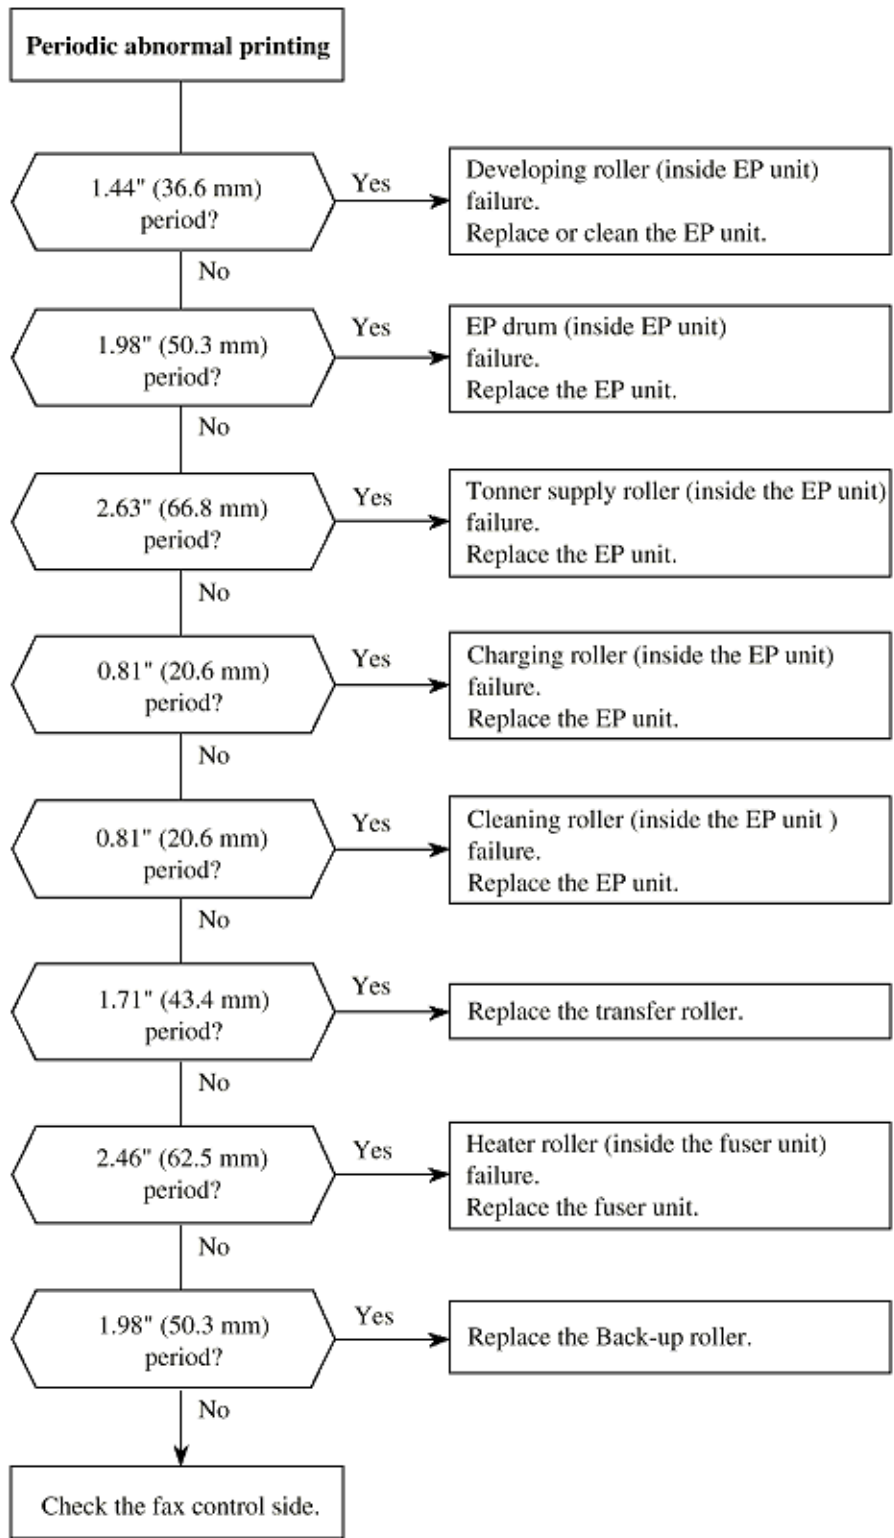 Periodic abnormal printing
1.44" (36.6 mm)
period?
Yes
Developing roller (inside EP unit)
failure.
Replace or clean the EP unit.
No
1.98" (50.3 mm)
period?
Yes
EP drum (inside EP unit)
failure.
Replace the EP unit.
No
2.63" (66.8 mm)
period?
Yes
Tonner supply roller (inside the EP unit)
failure.
Replace the EP unit.
No
0.81" (20.6 mm)
period?
Yes
Charging roller (inside the EP unit)
failure.
Replace the EP unit.
No
0.81" (20.6 mm)
period?
Yes
Cleaning roller (inside the EP unit )
failure.
Replace the EP unit.
No
1.71" (43.4 mm)
period?
Yes
Replace the transfer roller.
No
2.46" (62.5 mm)
period?
Yes
Heater roller (inside the fuser unit)
failure.
Replace the fuser unit.
No
1.98" (50.3 mm)
period?
Yes
Replace the Back-up roller.
No
Check the fax control side.